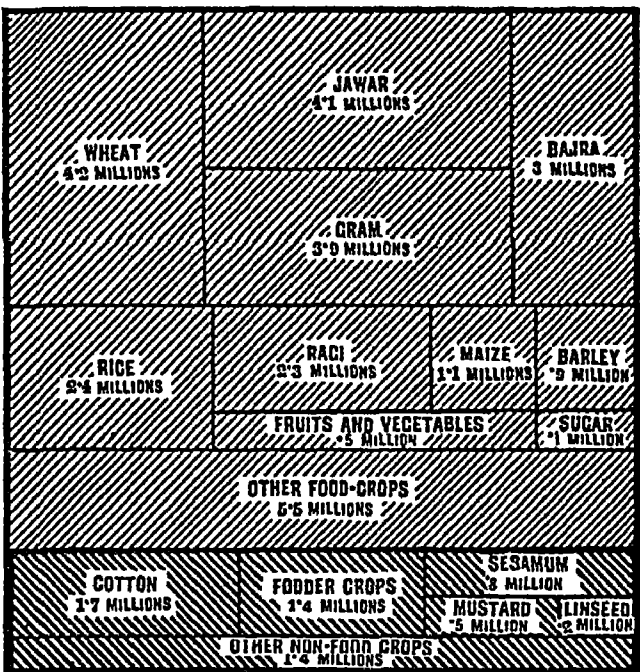 JAWAR
4·1 MILLIONS
WHEAT
4·2 MILLIONS
BAJRA
3 MILLIONS
GRAM
3·9 MILLIONS
RICE
2·4 MILLIONS
RAGI
2·3 MILLIONS
MAIZE
1·1 MILLIONS
BARLEY
·9 MILLION
FRUITS AND VEGETABLES
·5 MILLION
SUGAR
·1 MILLION
OTHER FOOD-CROPS
5·5 MILLIONS
COTTON
1·7 MILLIONS
FODDER CROPS
1·4 MILLIONS
SESAMUM
·8 MILLION
MUSTARD
·5 MILLION
LINSEED
·2 MILLION
OTHER NON-FOOD CROPS
1·4 MILLIONS